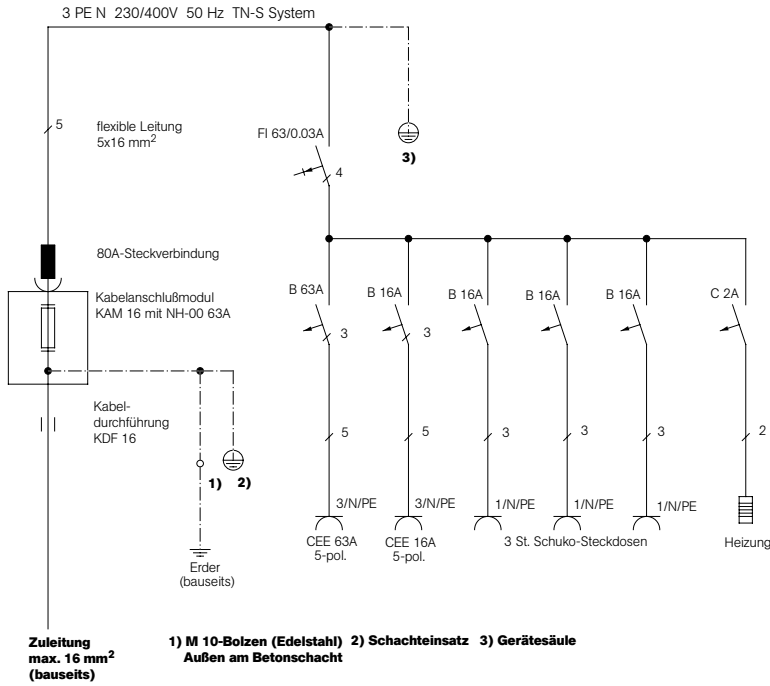 3 PE N 230/400V 50 Hz TN-S System
5
flexible Leitung
5x16 mm²
FI 63/0.03A
4
3)
80A-Steckverbindung
Kabelanschlußmodul
KAM 16 mit NH-00 63A
B 63A
B 16A
B 16A
B 16A
B 16A
C 2A
3
3
Kabel-
durchführung
KDF 16
5
5
3
3
3
2
1)
2)
3/N/PE
3/N/PE
1/N/PE
1/N/PE
1/N/PE
CEE 63A
5-pol.
CEE 16A
5-pol.
3 St. Schuko-Steckdosen
Heizung
Erder
(bauseits)
Zuleitung
max. 16 mm²
(bauseits)
1) M 10-Bolzen (Edelstahl)
Außen am Betonschacht
2) Schachteinsatz
3) Gerätesäule